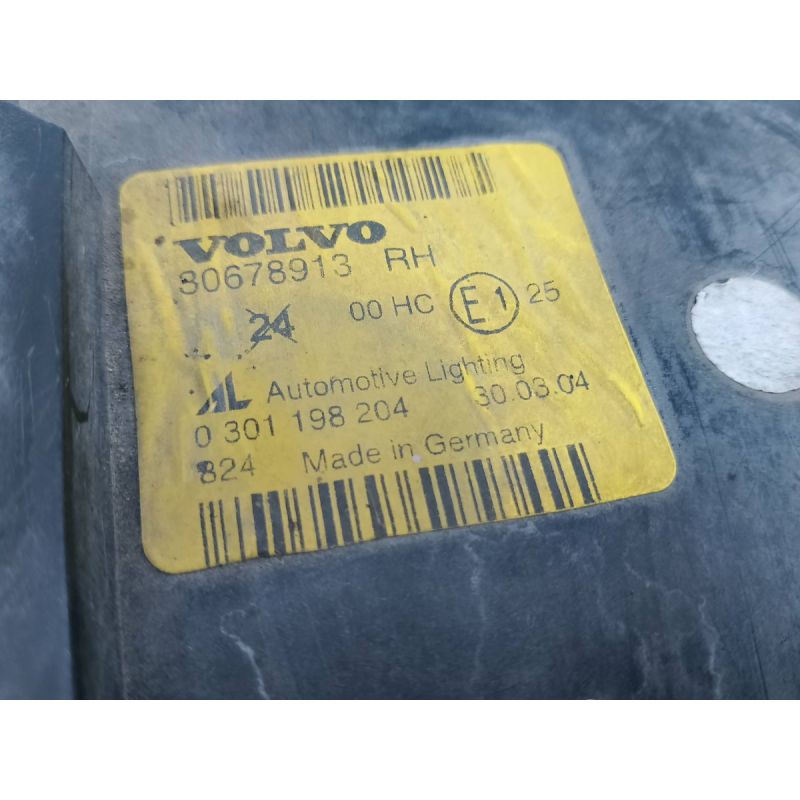 VOLVO
30678913 RH
24 00 HC E 1 25
AL Automotive Lighting
0 301 198 204 30.03.04
824 Made in Germany